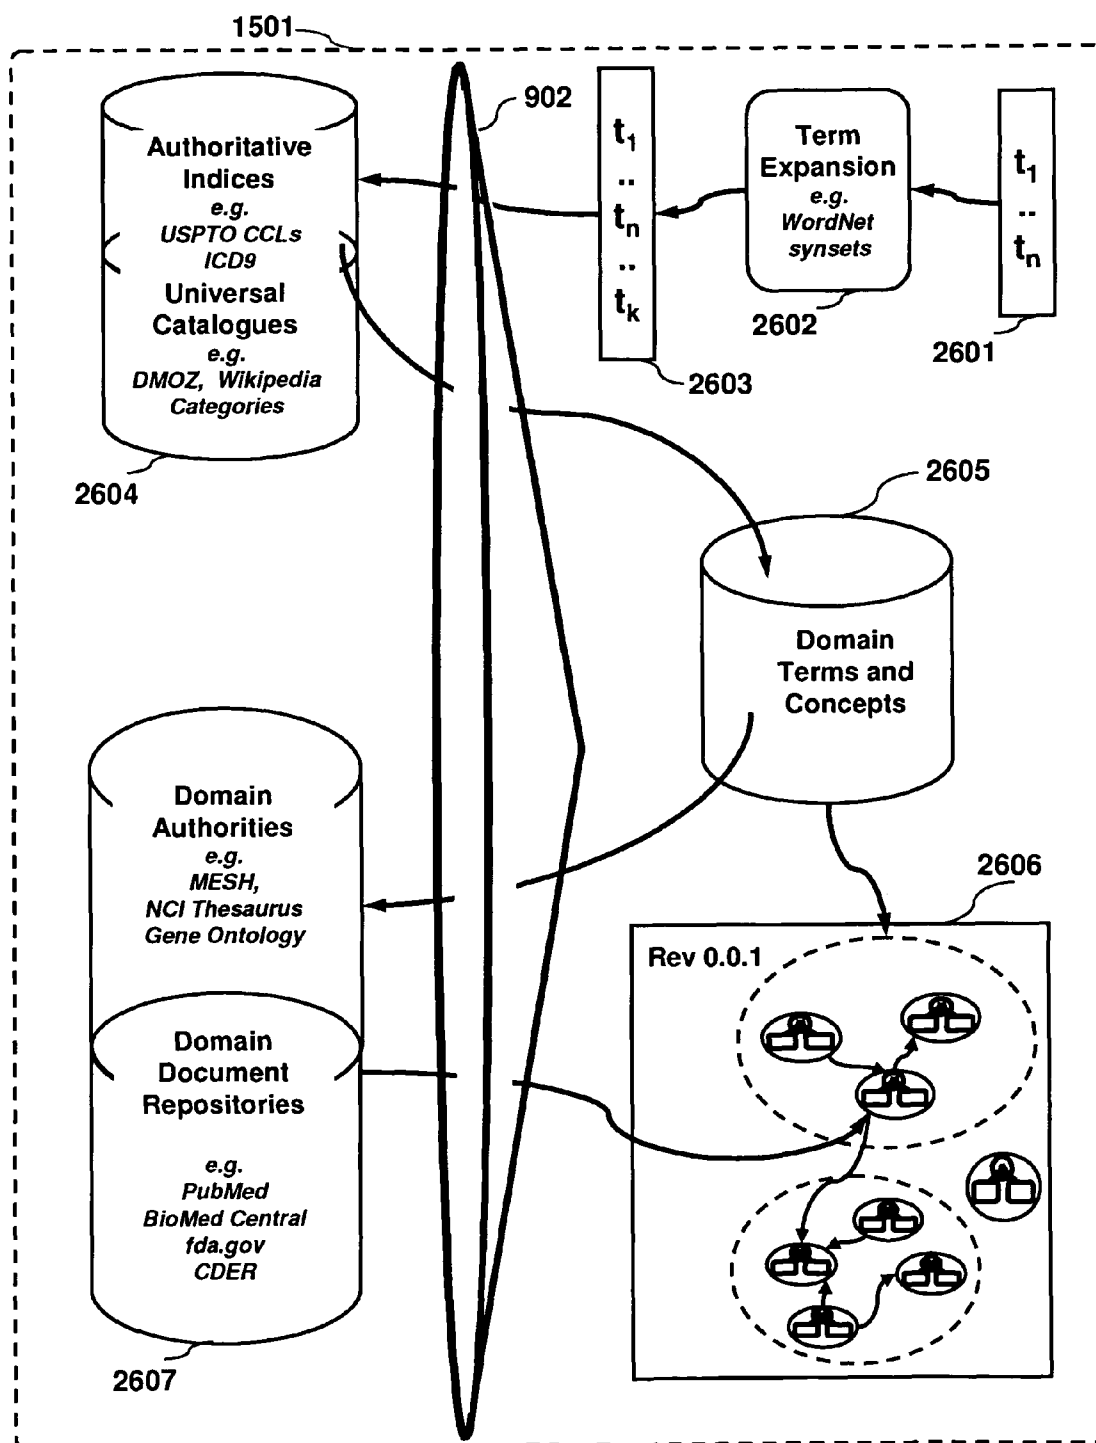 1501
902
Authoritative
Indices
e.g.
USPTO CCLs
ICD9
Universal
Catalogues
e.g.
DMOZ, Wikipedia
Categories
2604
t1
..
tn
..
tk
2603
Term
Expansion
e.g.
WordNet
synsets
2602
t1
..
tn
2601
2605
Domain
Terms and
Concepts
Domain
Authorities
e.g.
MESH,
NCI Thesaurus
Gene Ontology
Domain
Document
Repositories
e.g.
PubMed
BioMed Central
fda.gov
CDER
2607
2606
Rev 0.0.1